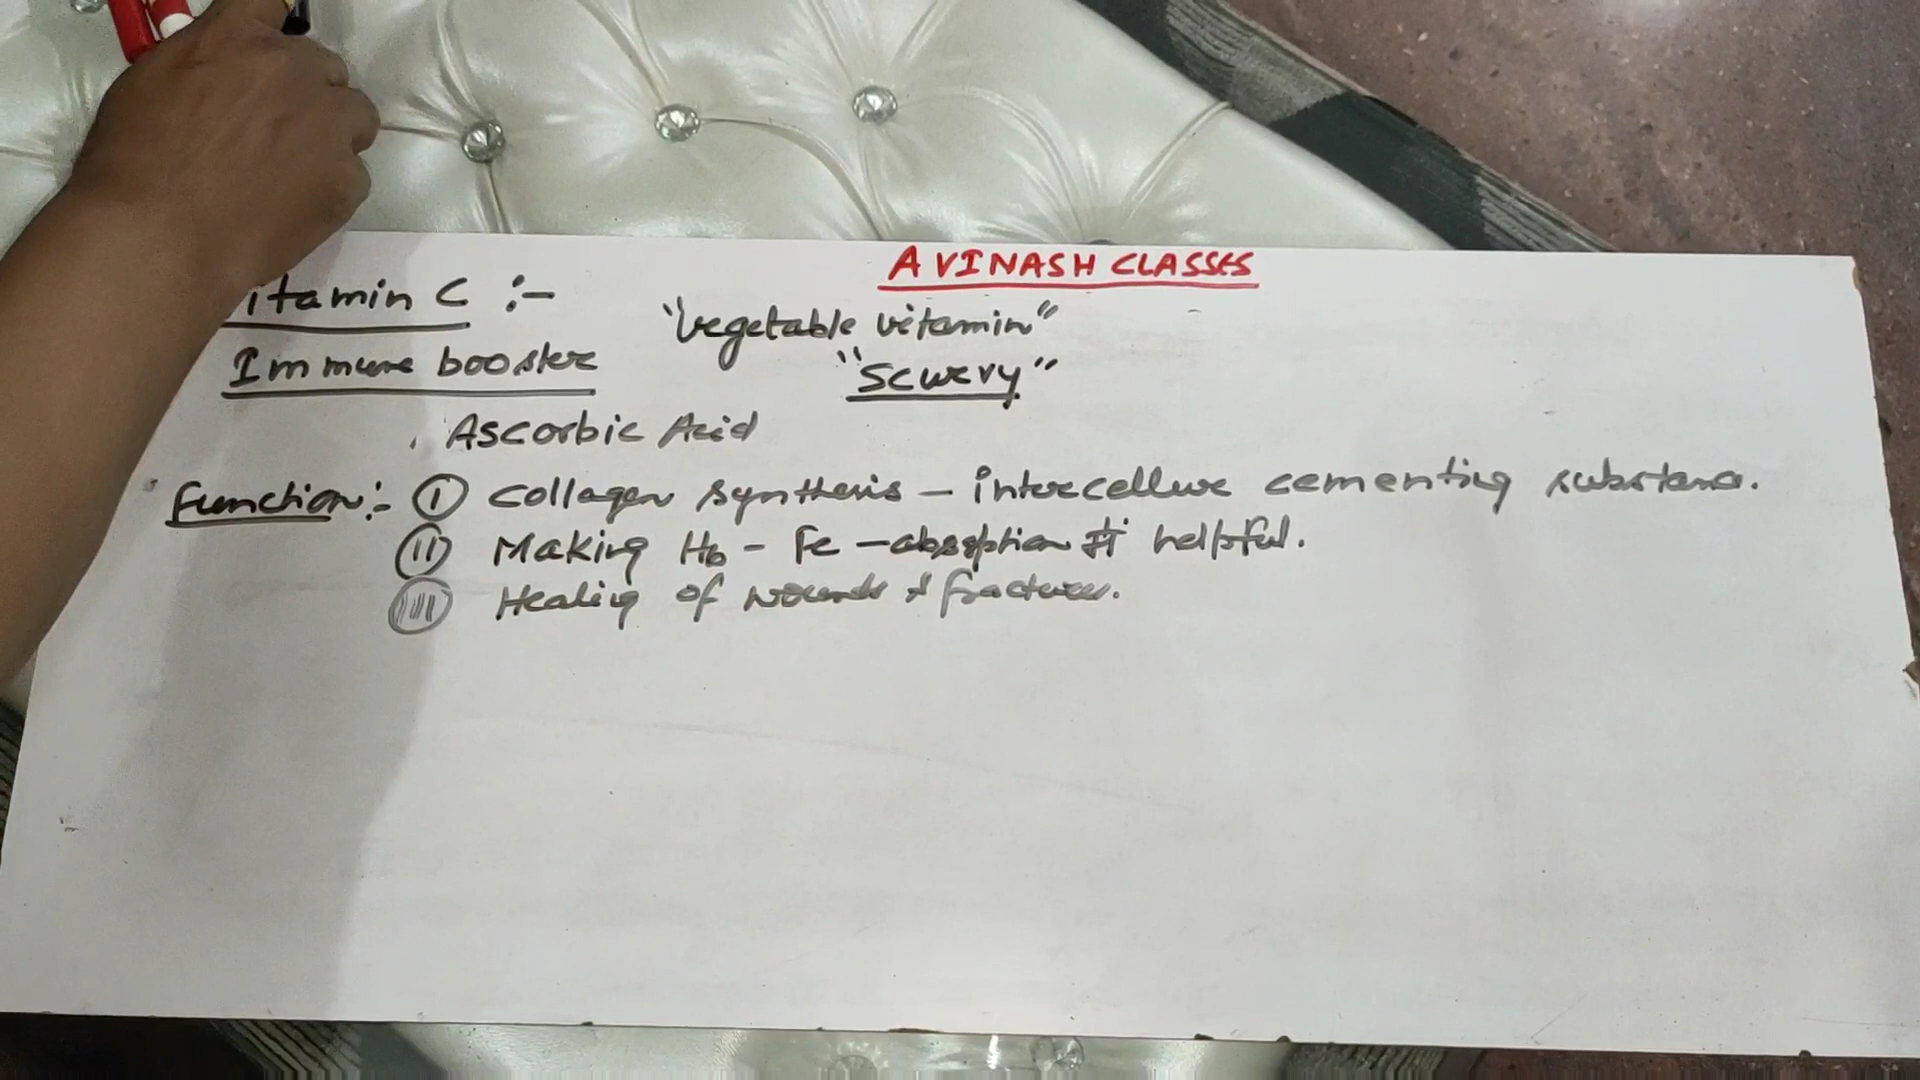 AVINASH CLASSES
itamin C :-
"Vegetable vitamin"
Immune booster
"Scurvy"
Ascorbic Acid
Function:- (I) Collagen synthesis - intercellure cementing substance.
(II) Making Hb - Fe - absorption helpful.
(III) Healing of wounds & fractures.